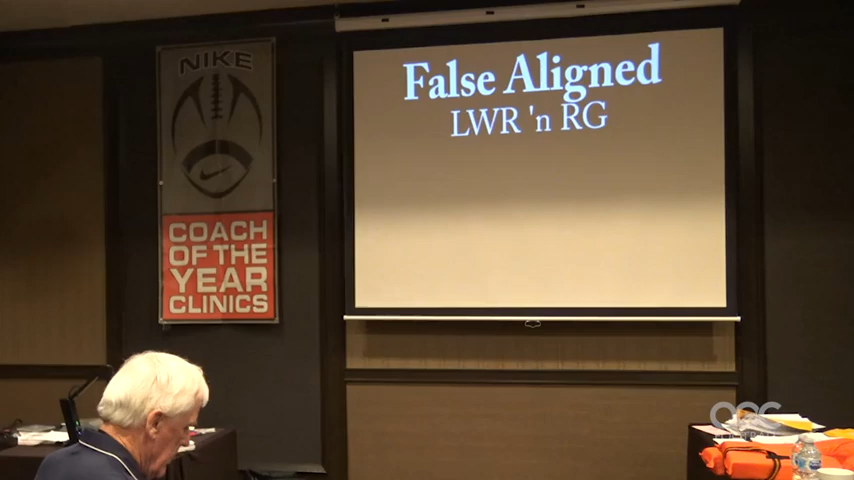 NIKE
COACH
OF THE
YEAR
CLINICS
False Aligned
LWR 'n RG